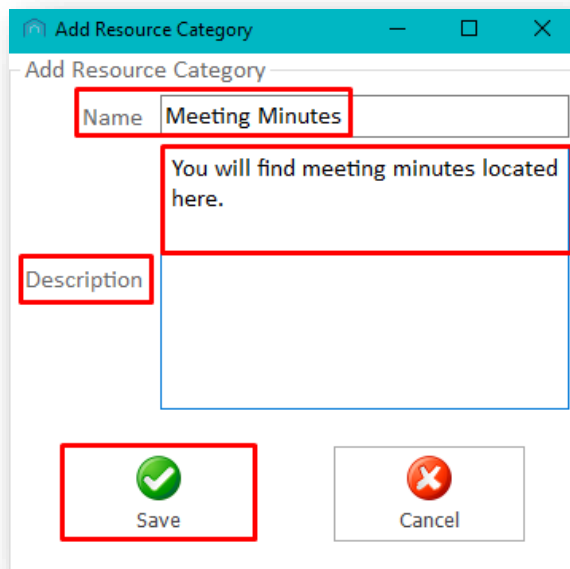 Add Resource Category
Add Resource Category
Name Meeting Minutes
You will find meeting minutes located
here.
Description
Save Cancel